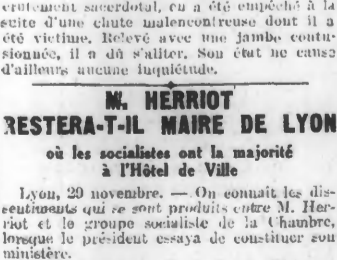 crutement sacerdotal, en a été empêché à la
suite d'une chute malencontreuse dont il a
été victime. Relevé avec une jambe contu-
sionnée, il a dû s'aliter. Son état ne cause
d'ailleurs aucune inquiétude.
M. HERRIOT
RESTERA-T-IL MAIRE DE LYON
où les socialistes ont la majorité
à l'Hôtel de Ville
Lyon, 29 novembre. — On connaît les dis-
sentiments qui se sont produits entre M. Her-
riot et le groupe socialiste de la Chambre,
lorsque le président essaya de constituer son
ministère.